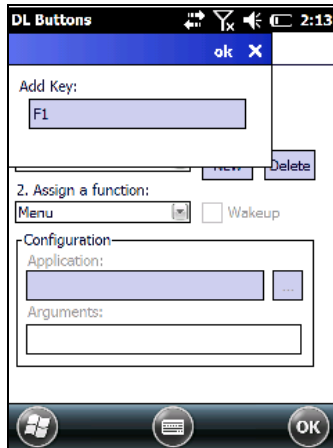 DL Buttons 2:13
ok
Add Key:
F1
New Delete
2. Assign a function:
Menu Wakeup
Configuration
Application:
...
Arguments:
OK